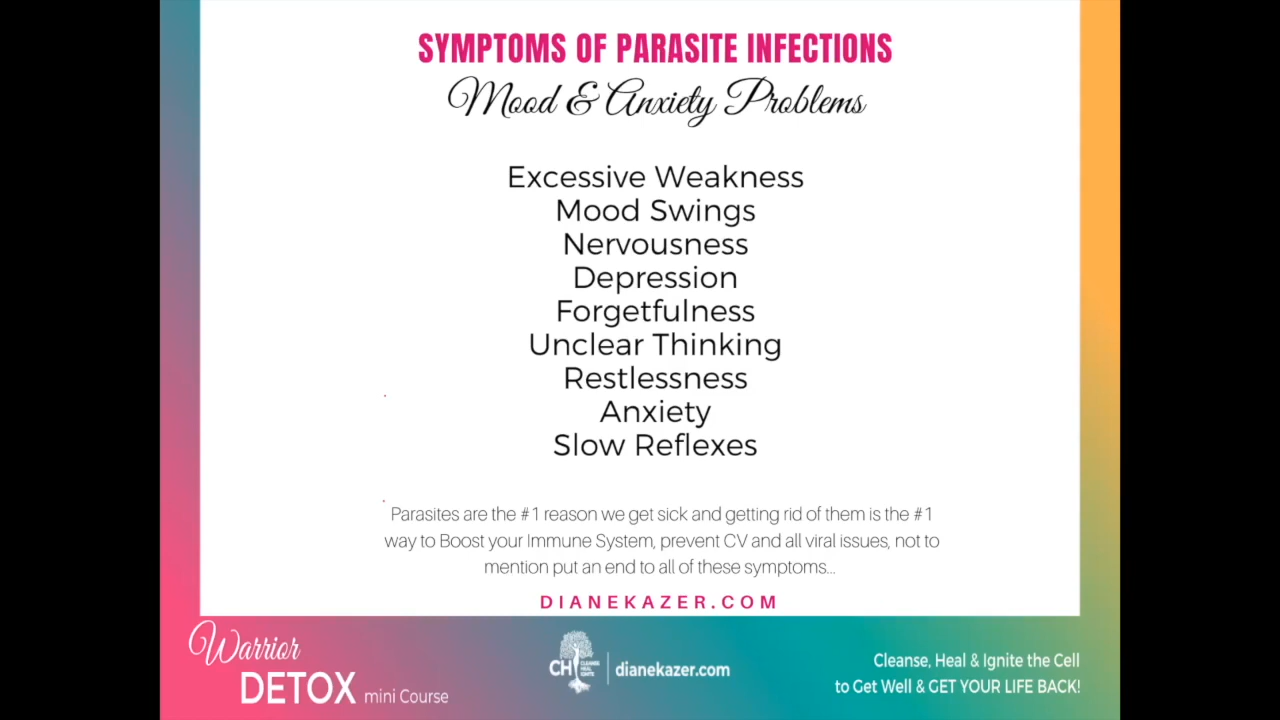 SYMPTOMS OF PARASITE INFECTIONS
Mood & Anxiety Problems
Excessive Weakness
Mood Swings
Nervousness
Depression
Forgetfulness
Unclear Thinking
Restlessness
Anxiety
Slow Reflexes
Parasites are the #1 reason we get sick and getting rid of them is the #1
way to Boost your Immune System, prevent CV and all viral issues, not to
mention put an end to all of these symptoms...
DIANEKAZER.COM
Warrior
DETOX mini Course
CHI CLEANSE
HEAL
IGNITE
dianekazer.com
Cleanse, Heal & Ignite the Cell
to Get Well & GET YOUR LIFE BACK!